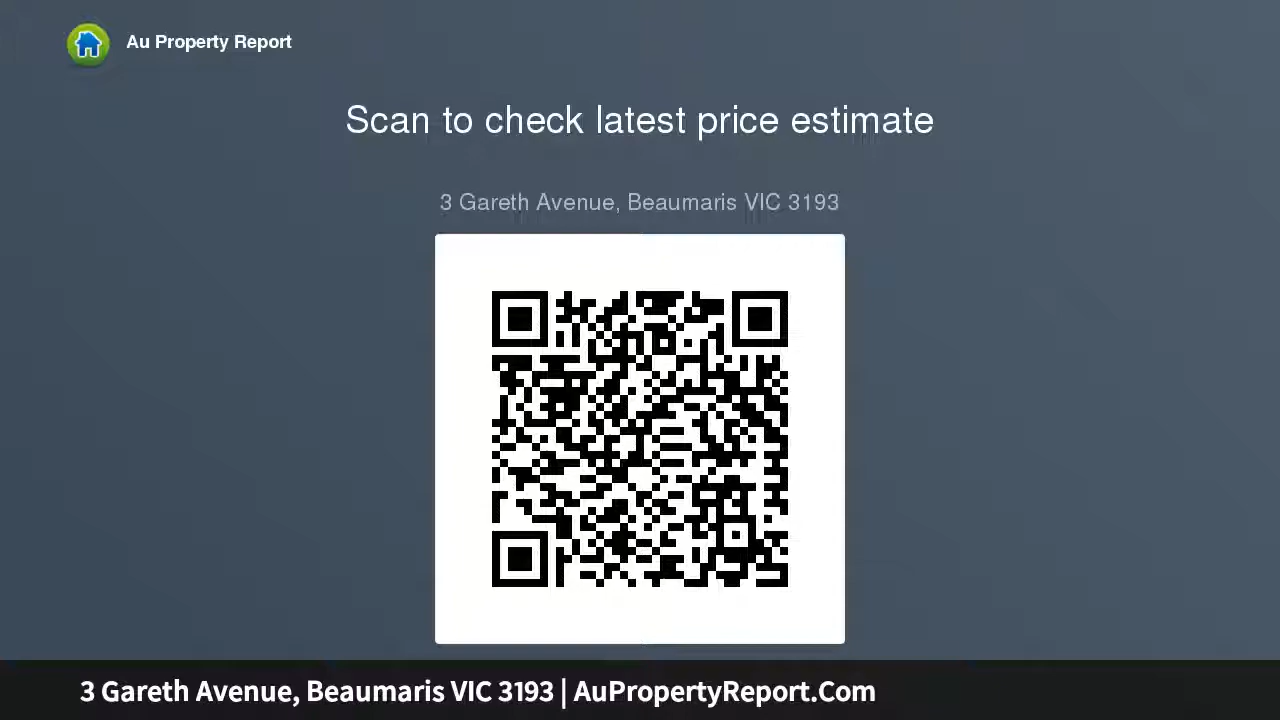 Au Property Report
Scan to check latest price estimate
3 Gareth Avenue, Beaumaris VIC 3193
3 Gareth Avenue, Beaumaris VIC 3193 | AuPropertyReport.Com